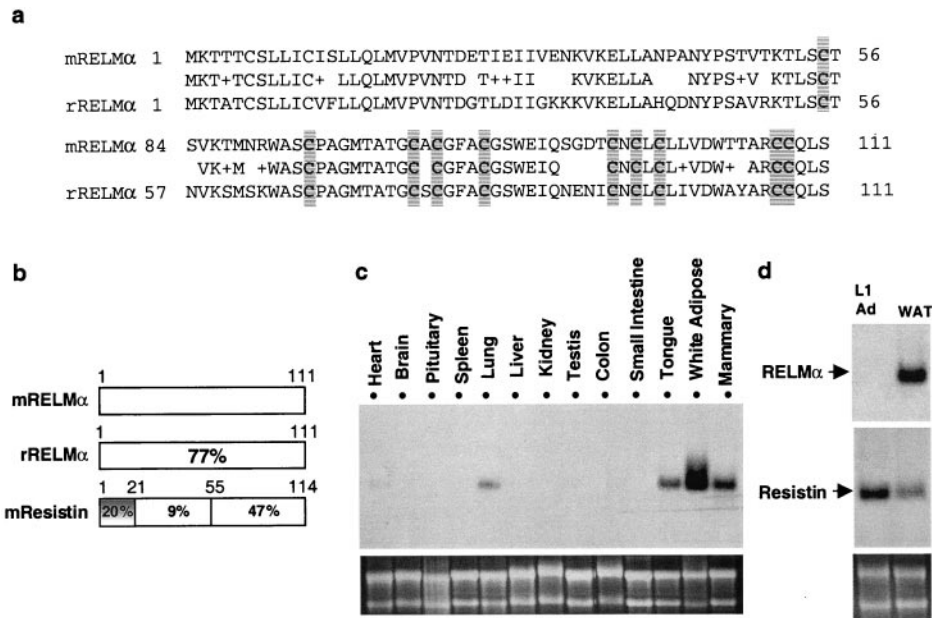 a
mRELMα 1 MKTTTCSLLICISLLQLMVPVNTDETIEIIVENKVKELLANPANYPSTVTKTLSCT 56
MKT+TCSLLIC+ LLQLMVPVNTD T++II KVKELLA NYPS+V KTLSCT
rRELMα 1 MKTATCSLLICVFLLQLMVPVNTDGTLDIIGKKKVKELLAHQDNYPSAVRKTLSCT 56
mRELMα 84 SVKTMNRWASCPAGMTATGCACGFACGSWEIQSGDTCNCLCLLVDWTTARCCQLS 111
VK+M +WASCPAGMTATGC CGFACGSWEIQ CNCLCL+VDW+ ARCCQLS
rRELMα 57 NVKSMSKWASCPAGMTATGCSCGFACGSWEIQNENICNCLCLIVDWAYARCCQLS 111
b
1 111
mRELMα
1 111
rRELMα 77%
1 21 55 114
mResistin 20% 9% 47%
c
Heart
Brain
Pituitary
Spleen
Lung
Liver
Kidney
Testis
Colon
Small Intestine
Tongue
White Adipose
Mammary
d
L1
Ad WAT
RELMα
Resistin